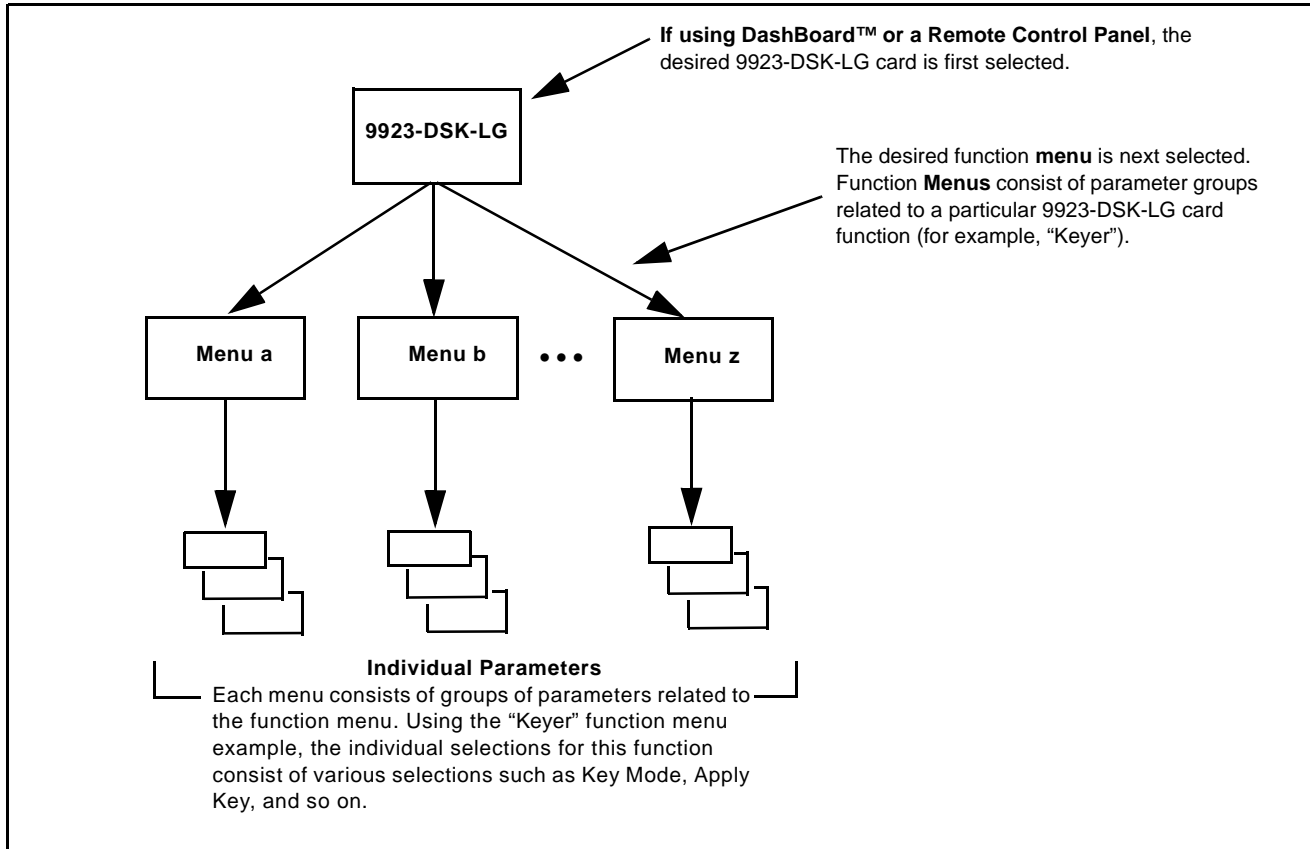 If using DashBoard™ or a Remote Control Panel, the
desired 9923-DSK-LG card is first selected.
9923-DSK-LG
The desired function menu is next selected.
Function Menus consist of parameter groups
related to a particular 9923-DSK-LG card
function (for example, “Keyer”).
Menu a
Menu b
•••
Menu z
Individual Parameters
Each menu consists of groups of parameters related to
the function menu. Using the “Keyer” function menu
example, the individual selections for this function
consist of various selections such as Key Mode, Apply
Key, and so on.